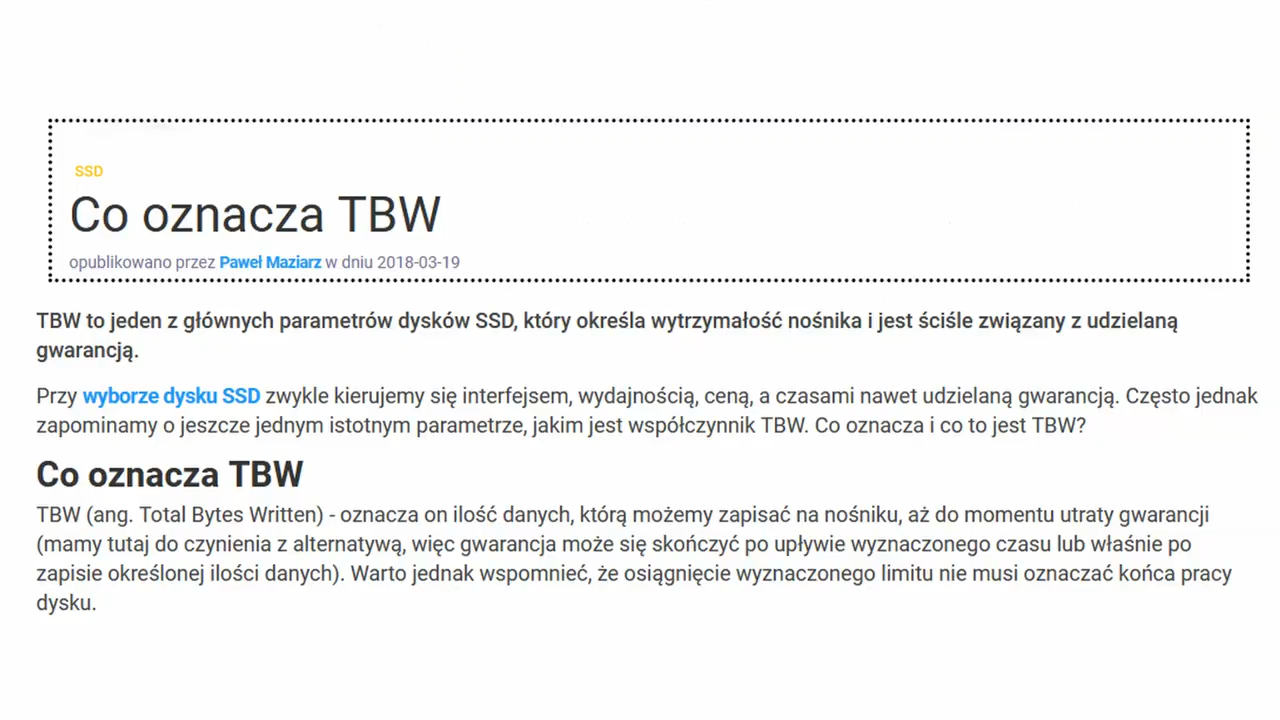 SSD
Co oznacza TBW
opublikowano przez Paweł Maziarz w dniu 2018-03-19
TBW to jeden z głównych parametrów dysków SSD, który określa wytrzymałość nośnika i jest ściśle związany z udzielaną
gwarancją.
Przy wyborze dysku SSD zwykle kierujemy się interfejsem, wydajnością, ceną, a czasami nawet udzielaną gwarancją. Często jednak
zapominamy o jeszcze jednym istotnym parametrze, jakim jest współczynnik TBW. Co oznacza i co to jest TBW?
Co oznacza TBW
TBW (ang. Total Bytes Written) - oznacza on ilość danych, którą możemy zapisać na nośniku, aż do momentu utraty gwarancji
(mamy tutaj do czynienia z alternatywą, więc gwarancja może się skończyć po upływie wyznaczonego czasu lub właśnie po
zapisie określonej ilości danych). Warto jednak wspomnieć, że osiągnięcie wyznaczonego limitu nie musi oznaczać końca pracy
dysku.